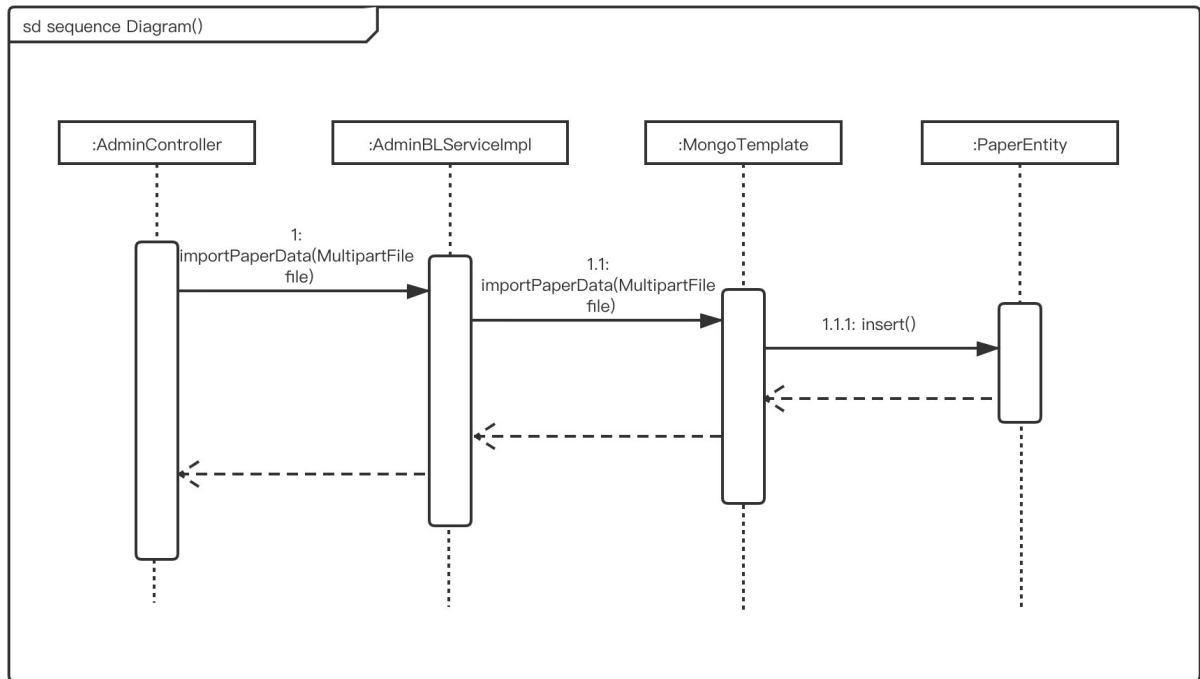 sd sequence Diagram()
:AdminController
:AdminBLServiceImpl
:MongoTemplate
:PaperEntity
1:
importPaperData(MultipartFile
file)
1.1:
importPaperData(MultipartFile
file)
1.1.1: insert()